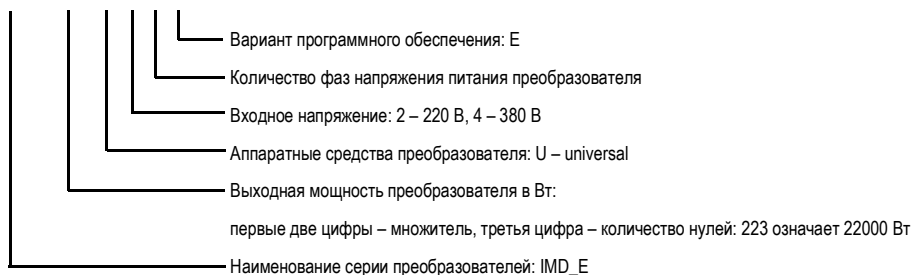 Вариант программного обеспечения: E
Количество фаз напряжения питания преобразователя
Входное напряжение: 2 – 220 В, 4 – 380 В
Аппаратные средства преобразователя: U – universal
Выходная мощность преобразователя в Вт:
первые две цифры – множитель, третья цифра – количество нулей: 223 означает 22000 Вт
Наименование серии преобразователей: IMD_E